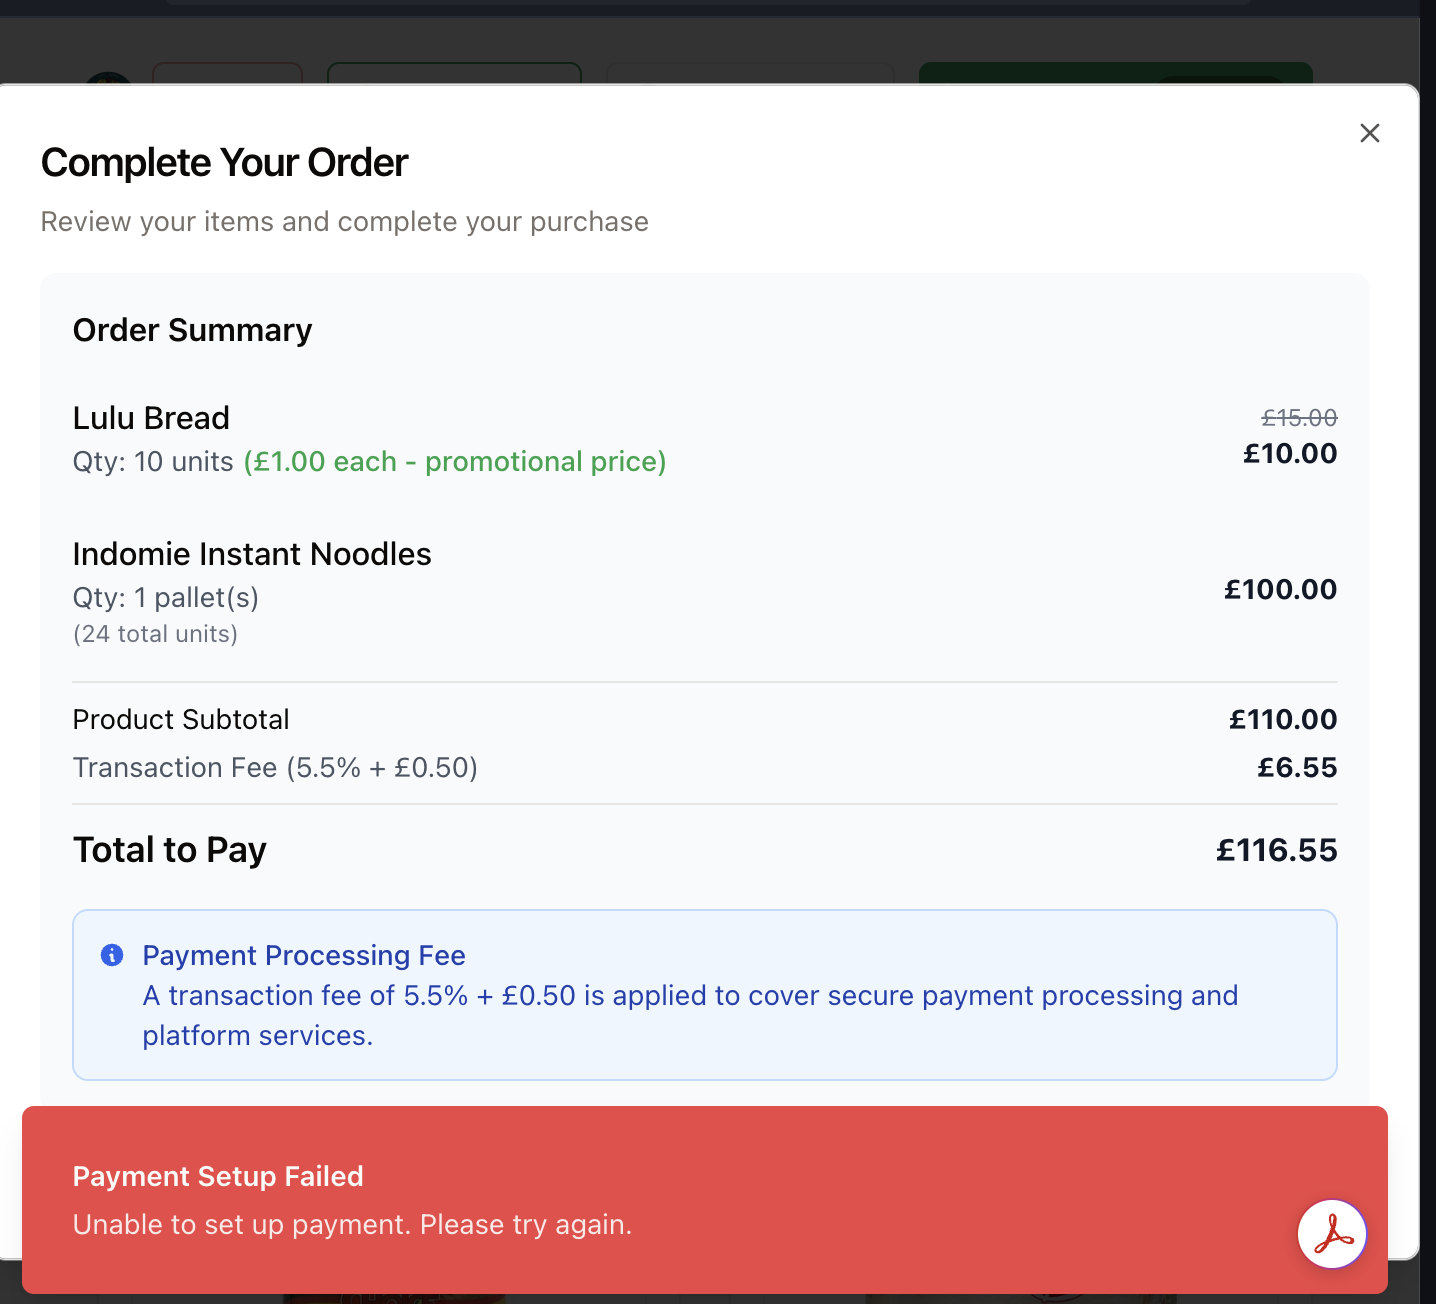 Complete Your Order
Review your items and complete your purchase
Order Summary
Lulu Bread
£15.00
Qty: 10 units (£1.00 each - promotional price)
£10.00
Indomie Instant Noodles
Qty: 1 pallet(s)
£100.00
(24 total units)
Product Subtotal
£110.00
Transaction Fee (5.5% + £0.50)
£6.55
Total to Pay
£116.55
Payment Processing Fee
A transaction fee of 5.5% + £0.50 is applied to cover secure payment processing and
platform services.
Payment Setup Failed
Unable to set up payment. Please try again.